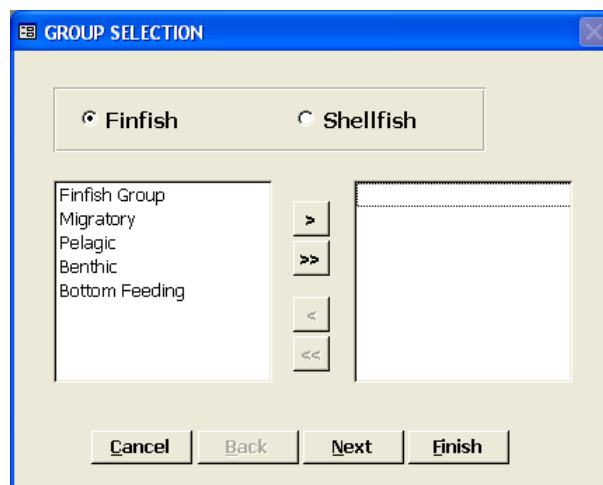 GROUP SELECTION
Finfish Shellfish
Finfish Group
Migratory
Pelagic
Benthic
Bottom Feeding
>
>>
<
<<
Cancel Back Next Finish